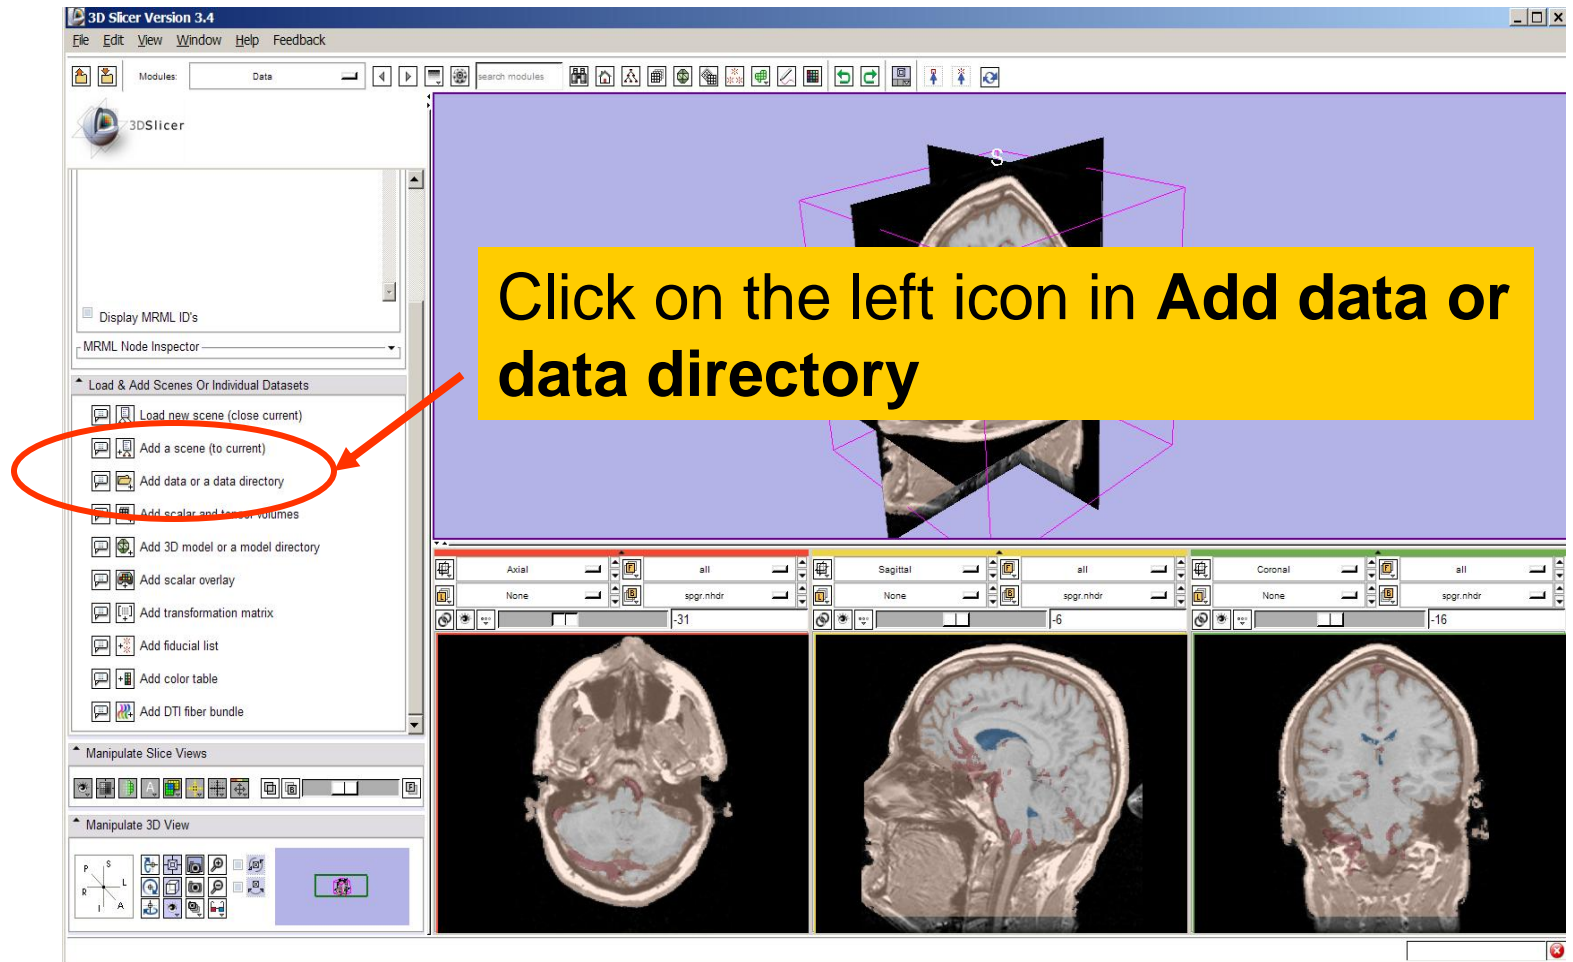 3D Slicer Version 3.4
File Edit View Window Help Feedback
Modules: Data search modules
3DSlicer
S
Click on the left icon in Add data or
data directory
Display MRML ID's
MRML Node Inspector
Load & Add Scenes Or Individual Datasets
Load new scene (close current)
Add a scene (to current)
Add data or a data directory
Add scalar and tensor volumes
Add 3D model or a model directory
Add scalar overlay
Add transformation matrix
Add fiducial list
Add color table
Add DTI fiber bundle
Axial all Sagittal all Coronal all
None spgr.nhdr None spgr.nhdr None spgr.nhdr
-31 -6 -16
Manipulate Slice Views
Manipulate 3D View
P S
R L
I A